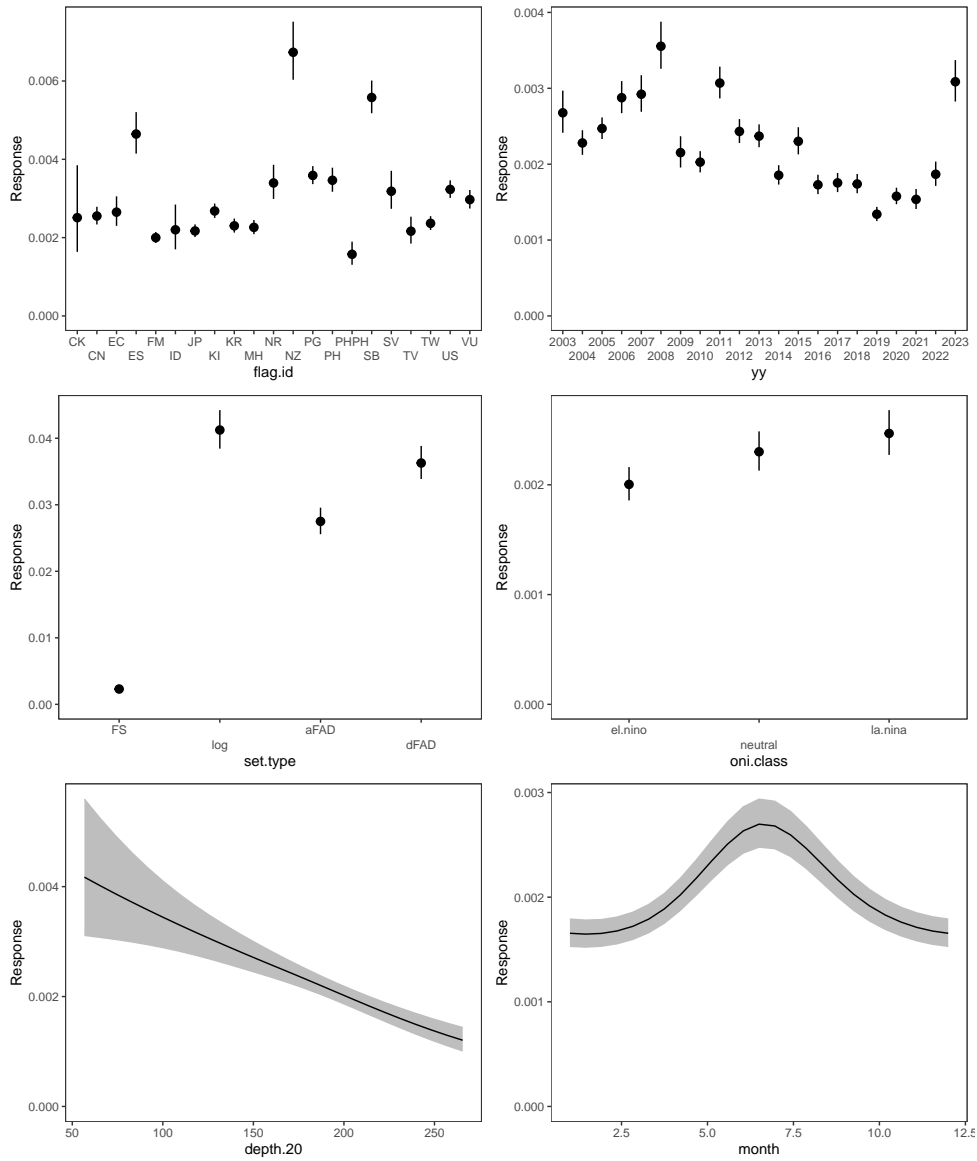 Response
0.006
0.004
0.002
0.000
CK EC FM JP KR NR PG PHPH SV TW VU
CN ES ID KI MH NZ PH SB TV US
flag.id
Response
0.004
0.003
0.002
0.001
0.000
2003 2005 2007 2009 2011 2013 2015 2017 2019 2021 2023
2004 2006 2008 2010 2012 2014 2016 2018 2020 2022
yy
Response
0.04
0.03
0.02
0.01
0.00
FS aFAD
log dFAD
set.type
Response
0.002
0.001
0.000
el.nino la.nina
neutral
oni.class
Response
0.004
0.002
0.000
50 100 150 200 250
depth.20
Response
0.003
0.002
0.001
0.000
2.5 5.0 7.5 10.0 12.5
month